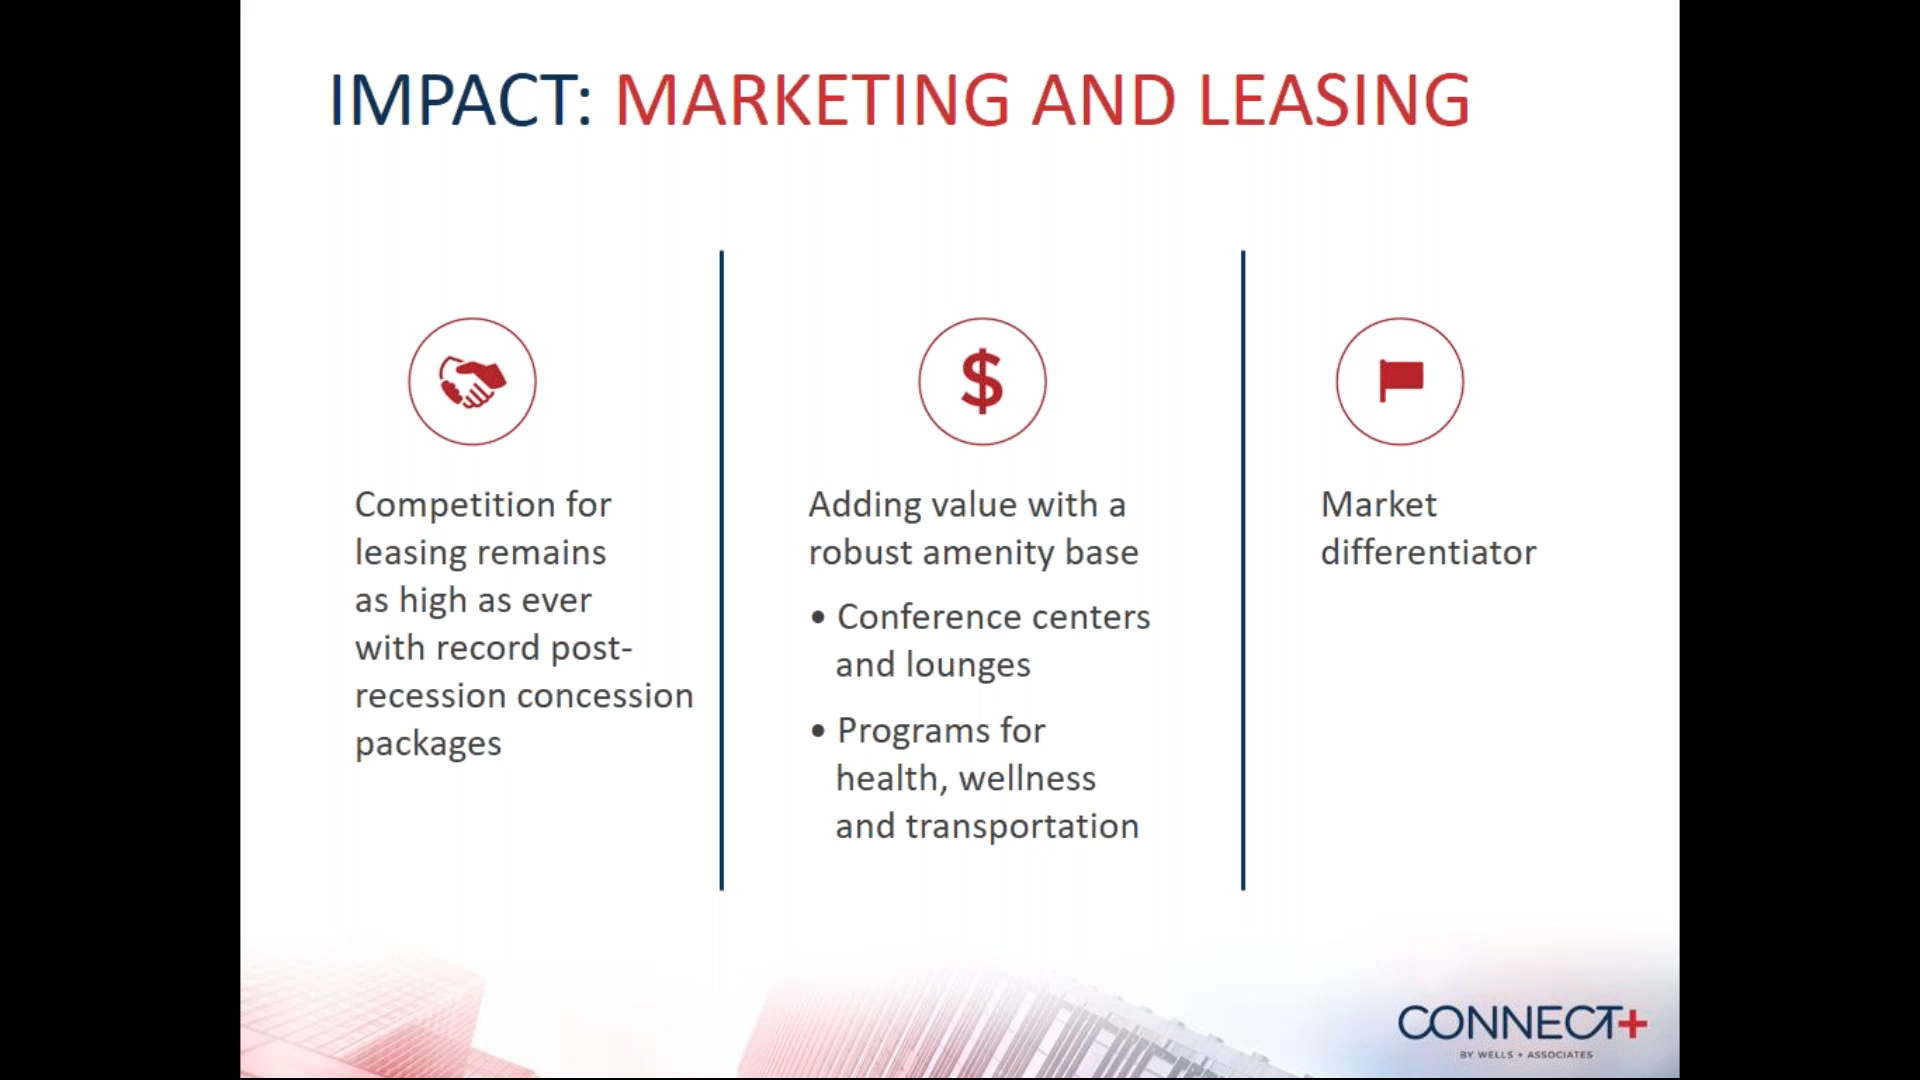 IMPACT: MARKETING AND LEASING
Competition for
leasing remains
as high as ever
with record post-
recession concession
packages
$
Adding value with a
robust amenity base
• Conference centers
and lounges
• Programs for
health, wellness
and transportation
Market
differentiator
CONNECT+
BY WELLS + ASSOCIATES